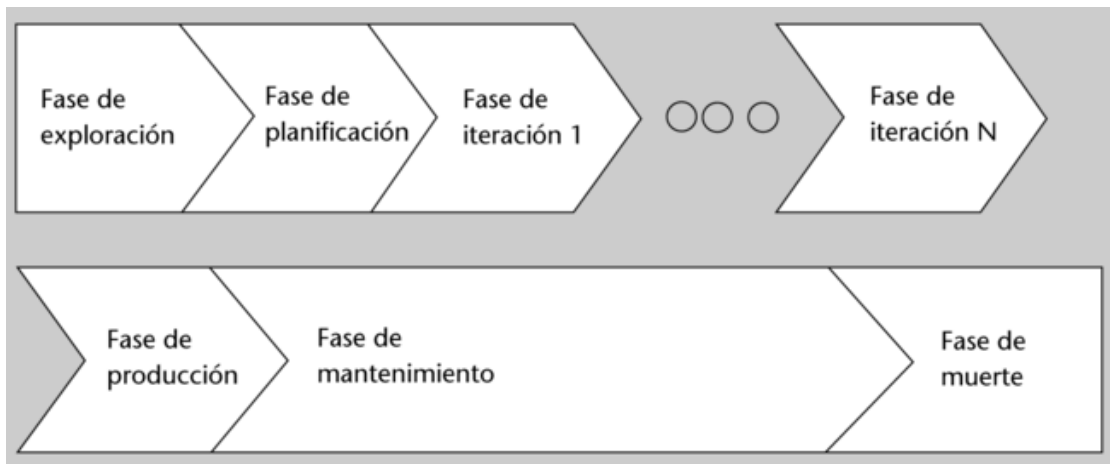 Fase de
exploración
Fase de
planificación
Fase de
iteración 1
Fase de
iteración N
Fase de
producción
Fase de
mantenimiento
Fase de
muerte